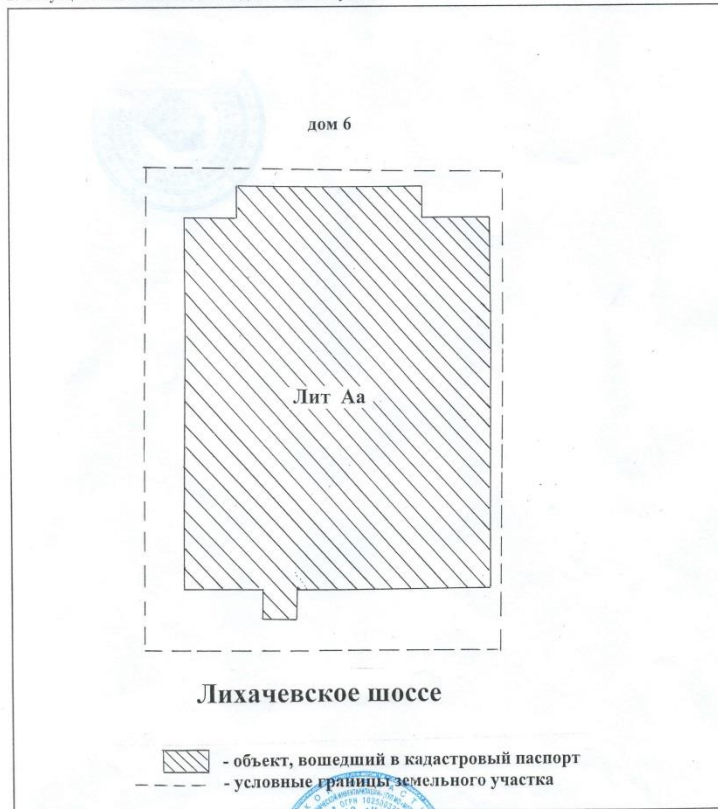 дом 6
Лит Аа
Лихачевское шоссе
- объект, вошедший в кадастровый паспорт
- условные границы земельного участка